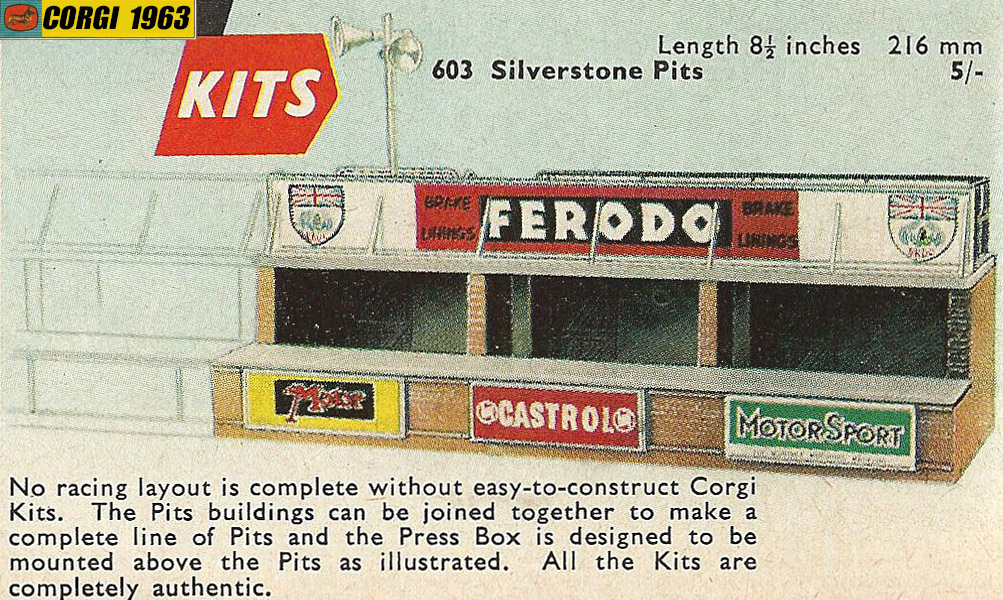 CORGI 1963
KITS
Length 8½ inches 216 mm
603 Silverstone Pits 5/-
BRAKE LININGS
FERODO
BRAKE LININGS
BRDC
Motor
CASTROL
MOTOR SPORT
No racing layout is complete without easy-to-construct Corgi
Kits. The Pits buildings can be joined together to make a
complete line of Pits and the Press Box is designed to be
mounted above the Pits as illustrated. All the Kits are
completely authentic.